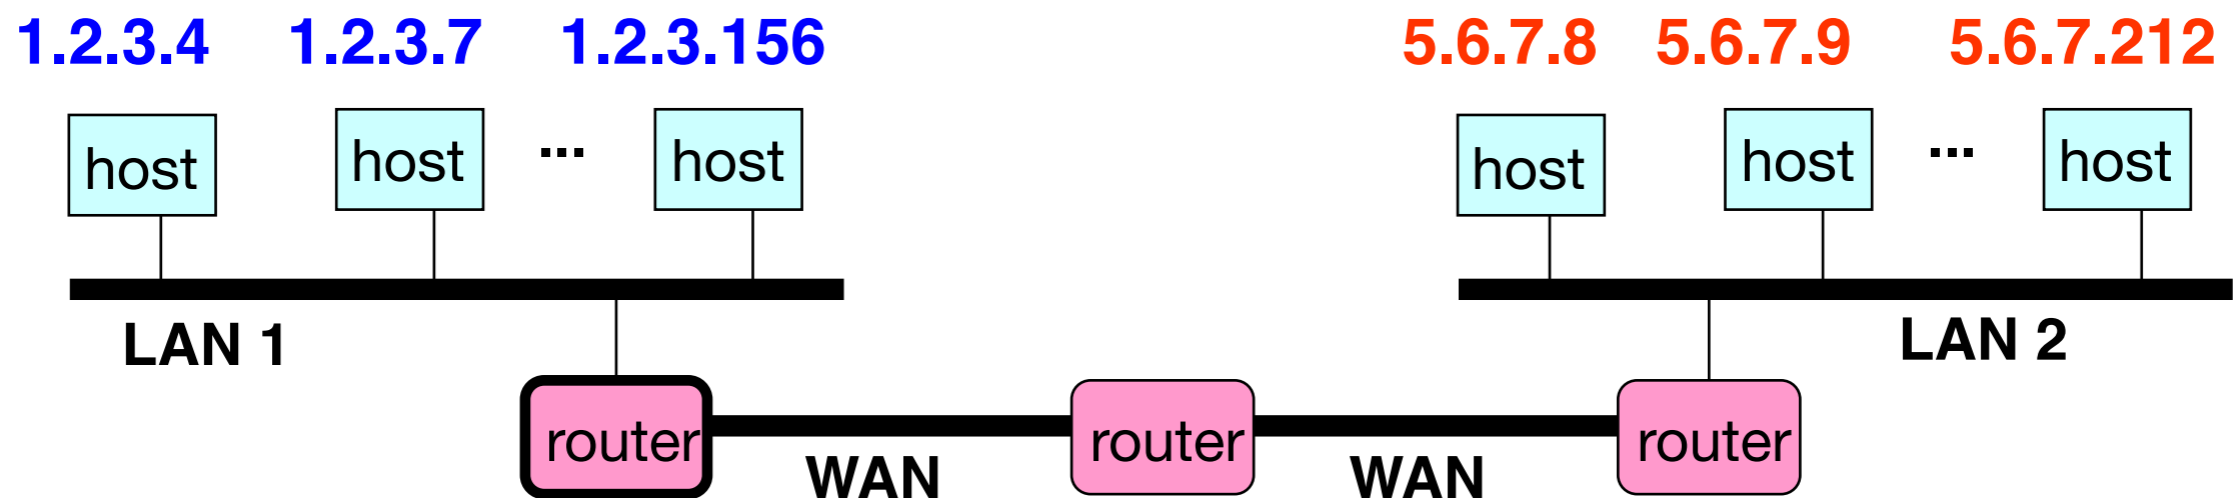 1.2.3.4 1.2.3.7 1.2.3.156 5.6.7.8 5.6.7.9 5.6.7.212
host host ... host host host ... host
LAN 1 LAN 2
router router router
WAN WAN